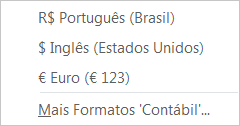 R$ Português (Brasil)
$ Inglês (Estados Unidos)
€ Euro (€ 123)
Mais Formatos 'Contábil'...